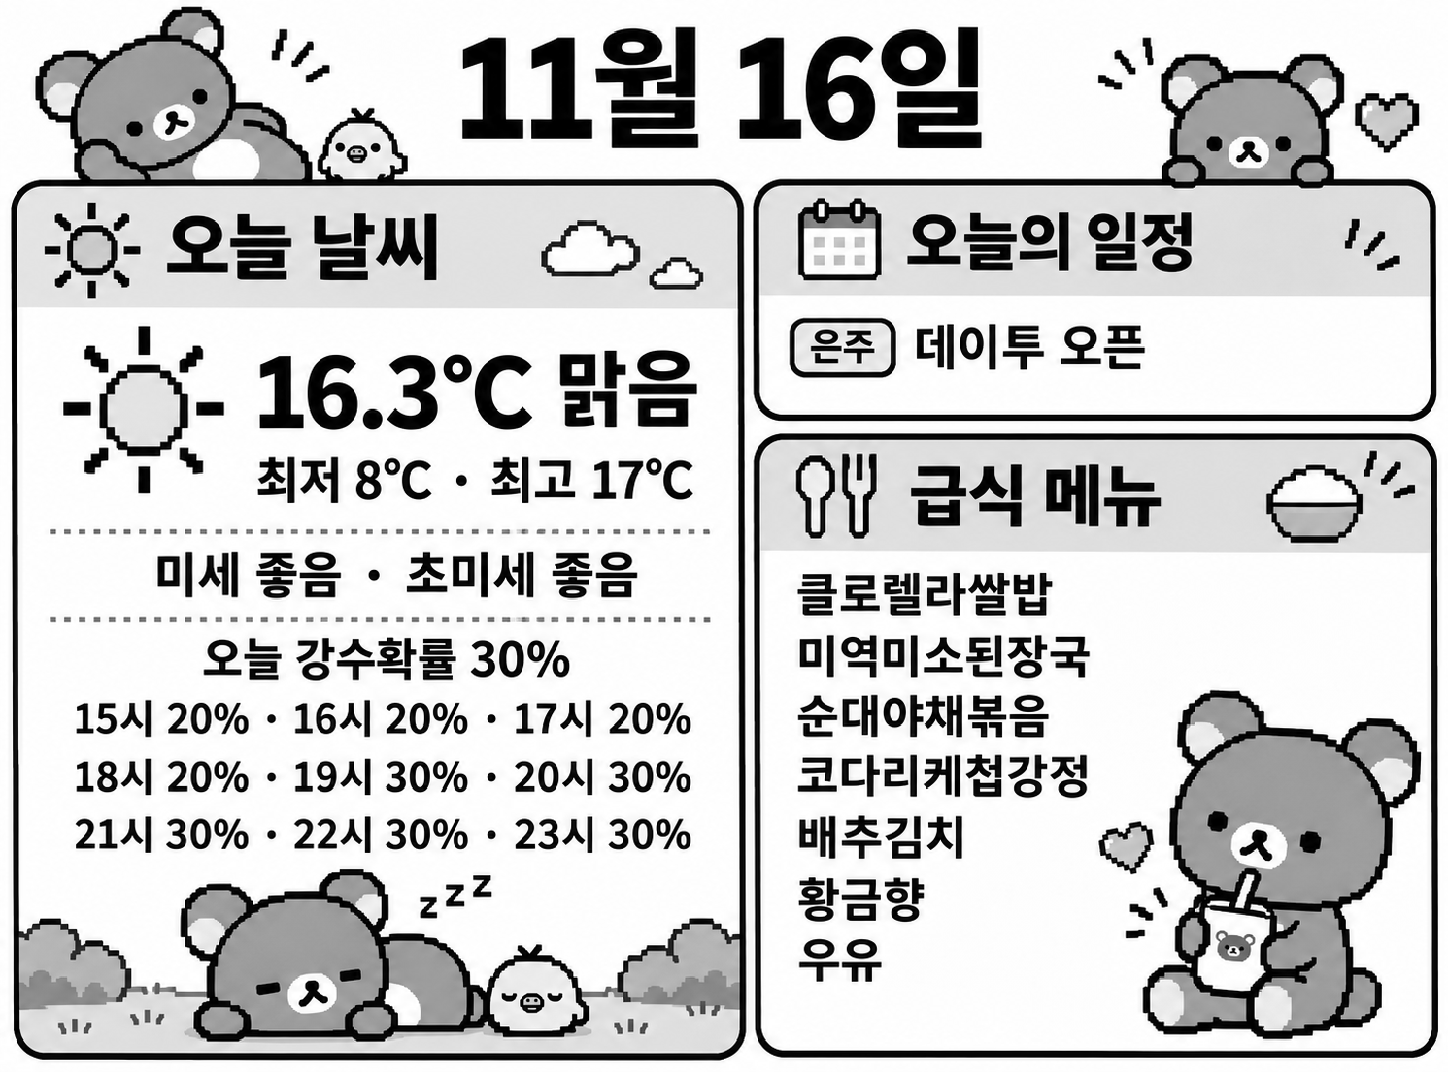 11월 16일
오늘 날씨
16.3°C 맑음
최저 8°C · 최고 17°C
미세 좋음 · 초미세 좋음
오늘 강수확률 30%
15시 20% · 16시 20% · 17시 20%
18시 20% · 19시 30% · 20시 30%
21시 30% · 22시 30% · 23시 30%
z z z
오늘의 일정
은주 데이투 오픈
급식 메뉴
클로렐라쌀밥
미역미소된장국
순대야채볶음
코다리케첩강정
배추김치
황금향
우유